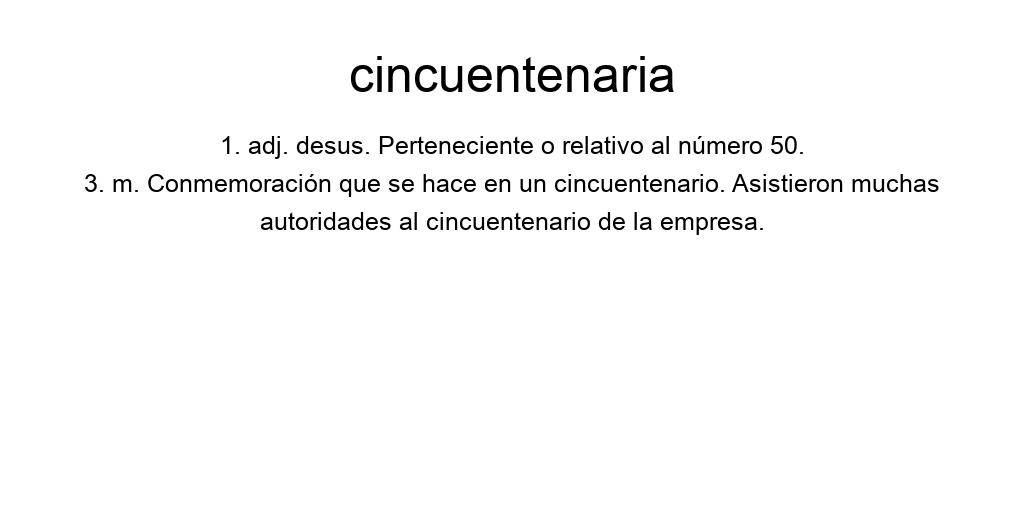 cincuentenaria
1. adj. desus. Perteneciente o relativo al número 50.
3. m. Conmemoración que se hace en un cincuentenario. Asistieron muchas
autoridades al cincuentenario de la empresa.